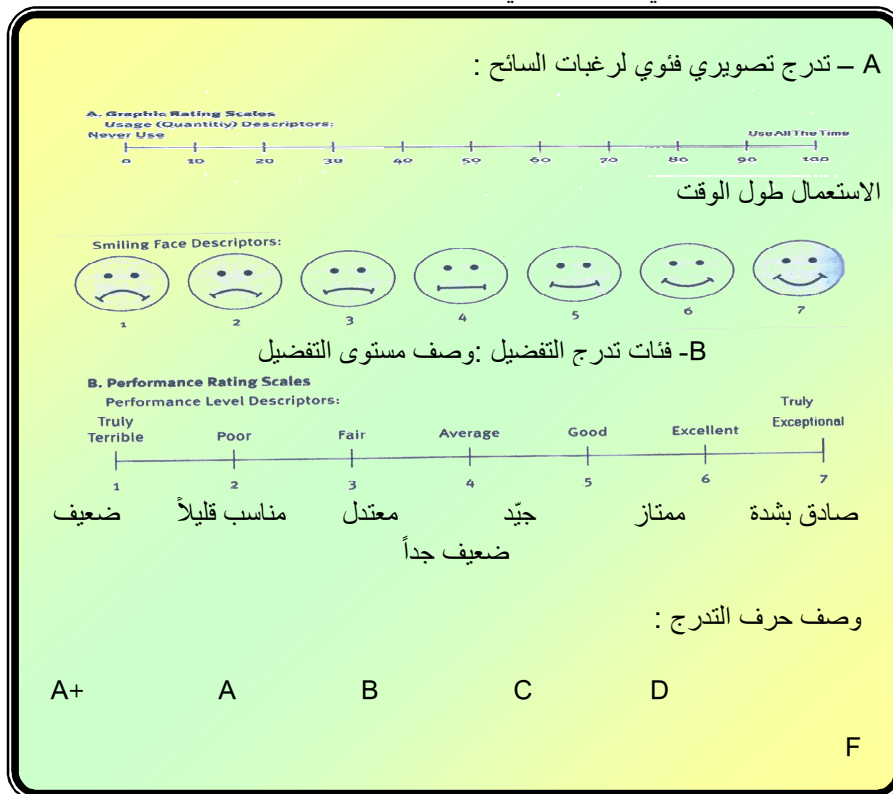 A – تدرج تصويري فئوي لرغبات السائح :
A. Graphic Rating Scales
Usage (Quantitiy) Descriptors:
Never Use Use All The Time
0 10 20 30 40 50 60 70 80 90 100
الاستعمال طول الوقت
Smiling Face Descriptors:
1 2 3 4 5 6 7
B- فئات تدرج التفضيل :وصف مستوى التفضيل
B. Performance Rating Scales
Performance Level Descriptors:
Truly Terrible Poor Fair Average Good Excellent Truly Exceptional
1 2 3 4 5 6 7
صادق بشدة ممتاز جيّد معتدل مناسب قليلاً ضعيف
ضعيف جداً
وصف حرف التدرج :
A+ A B C D
F